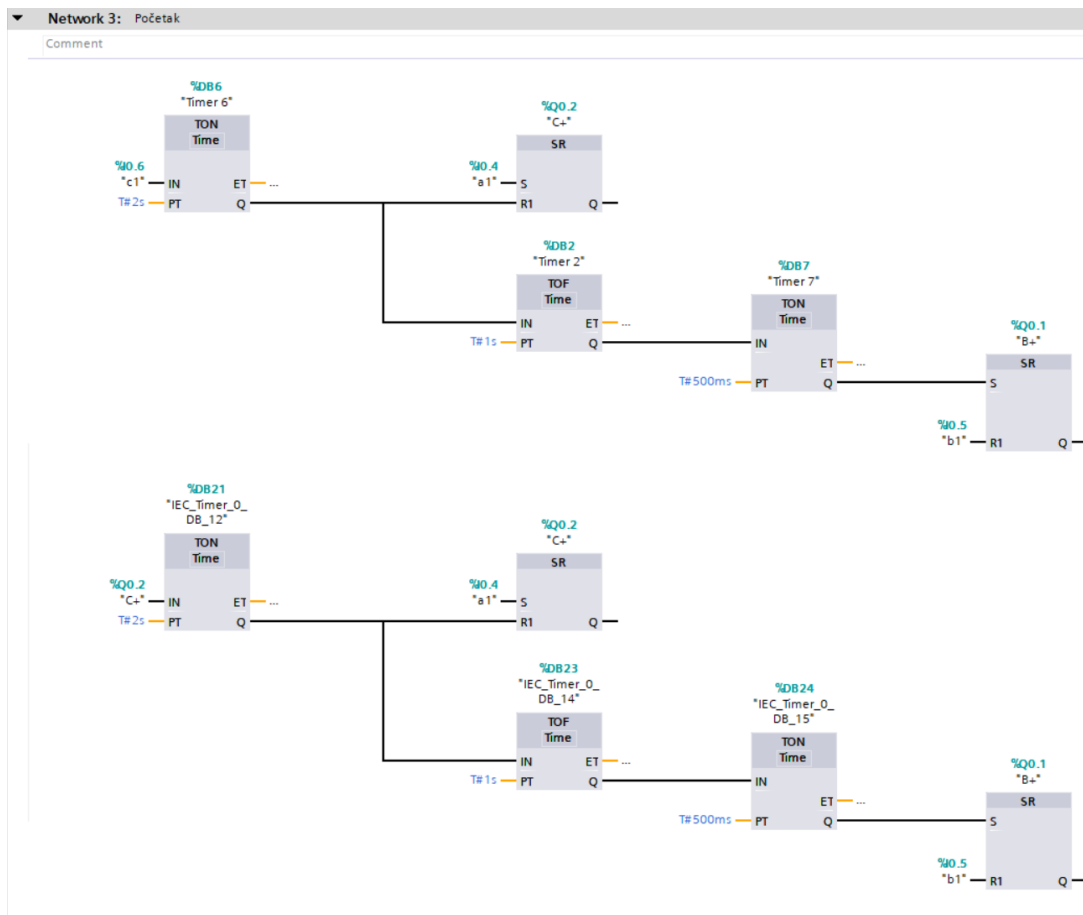 Network 3: Početak
Comment
%DB6
"Timer 6"
TON
Time
%I0.6
"c1"
IN
ET
...
T#2s
PT
Q
%Q0.2
"C+"
SR
%I0.4
"a1"
S
R1
Q
%DB2
"Timer 2"
TOF
Time
IN
ET
...
T#1s
PT
Q
%DB7
"Timer 7"
TON
Time
IN
ET
...
T#500ms
PT
Q
%Q0.1
"B+"
SR
S
%I0.5
"b1"
R1
Q
%DB21
"IEC_Timer_0_
DB_12"
TON
Time
%Q0.2
"C+"
IN
ET
...
T#2s
PT
Q
%Q0.2
"C+"
SR
%I0.4
"a1"
S
R1
Q
%DB23
"IEC_Timer_0_
DB_14"
TOF
Time
IN
ET
...
T#1s
PT
Q
%DB24
"IEC_Timer_0_
DB_15"
TON
Time
IN
ET
...
T#500ms
PT
Q
%Q0.1
"B+"
SR
S
%I0.5
"b1"
R1
Q